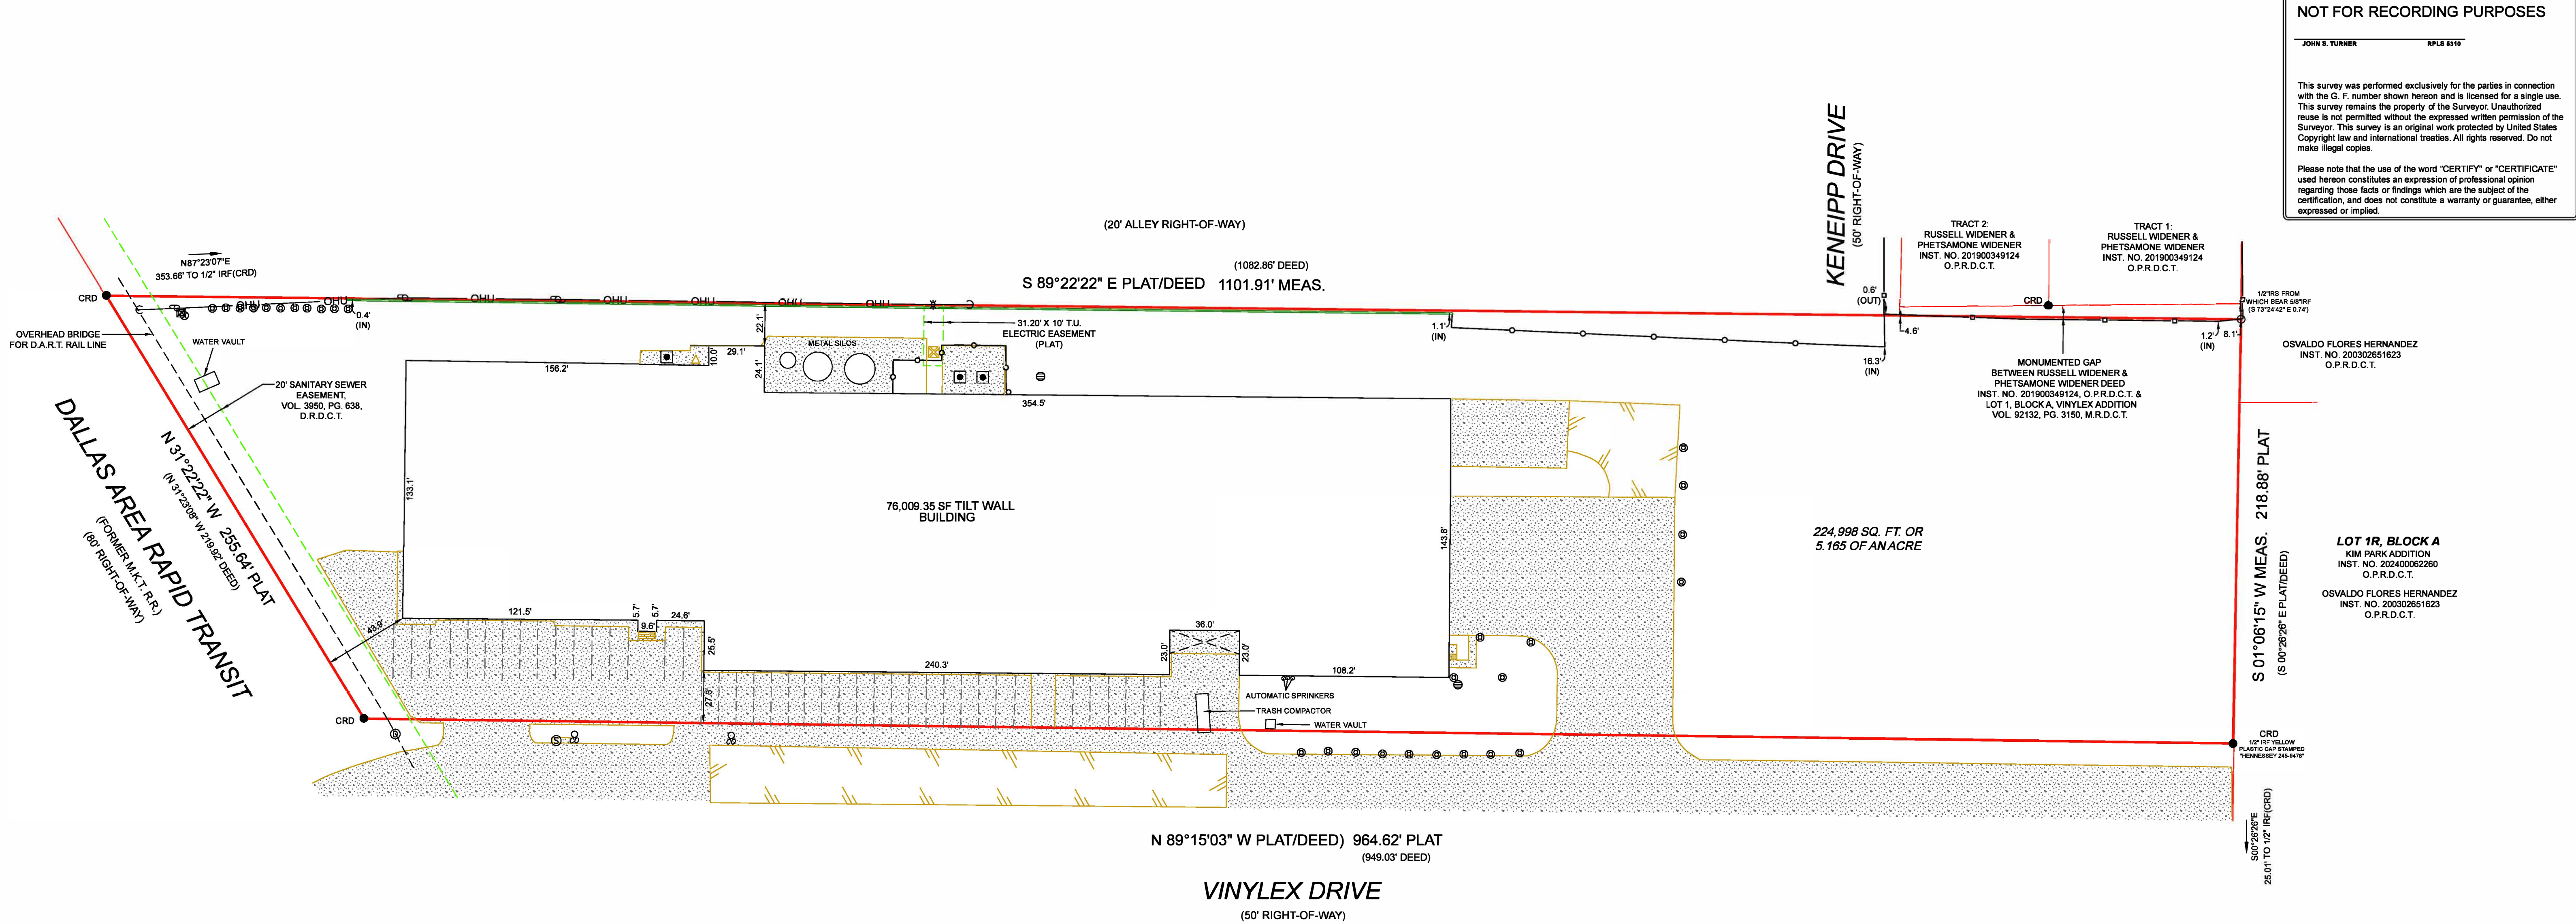 NOT FOR RECORDING PURPOSES
JOHN S. TURNER RPLS 5310
This survey was performed exclusively for the parties in connection
with the G. F. number shown hereon and is licensed for a single use.
This survey remains the property of the Surveyor. Unauthorized
reuse is not permitted without the expressed written permission of the
Surveyor. This survey is an original work protected by United States
Copyright law and international treaties. All rights reserved. Do not
make illegal copies.
Please note that the use of the word "CERTIFY" or "CERTIFICATE"
used hereon constitutes an expression of professional opinion
regarding those facts or findings which are the subject of the
certification, and does not constitute a warranty or guarantee, either
expressed or implied.
KENEIPP DRIVE
(50' RIGHT-OF-WAY)
(20' ALLEY RIGHT-OF-WAY)
(1082.86' DEED)
S 89°22'22" E PLAT/DEED 1101.91' MEAS.
TRACT 2:
RUSSELL WIDENER &
PHETSAMONE WIDENER
INST. NO. 201900349124
O.P.R.D.C.T.
TRACT 1:
RUSSELL WIDENER &
PHETSAMONE WIDENER
INST. NO. 201900349124
O.P.R.D.C.T.
N87°23'07"E
353.66' TO 1/2" IRF(CRD)
CRD
OHU
OHU
OHU
OHU
OHU
OHU
OHU
0.4'
(IN)
OVERHEAD BRIDGE
FOR D.A.R.T. RAIL LINE
WATER VAULT
20' SANITARY SEWER
EASEMENT,
VOL. 3950, PG. 638,
D.R.D.C.T.
22.1'
31.20' X 10' T.U.
ELECTRIC EASEMENT
(PLAT)
METAL SILOS
10.0'
29.1'
24.1'
156.2'
354.5'
1.1'
(IN)
0.6'
(OUT)
4.6'
16.3'
(IN)
CRD
1/2"IRS FROM
WHICH BEAR 5/8"IRF
(S 73°24'42" E 0.74')
1.2'
(IN)
8.1'
MONUMENTED GAP
BETWEEN RUSSELL WIDENER &
PHETSAMONE WIDENER DEED
INST. NO. 201900349124, O.P.R.D.C.T. &
LOT 1, BLOCK A, VINYLEX ADDITION
VOL. 92132, PG. 3150, M.R.D.C.T.
OSVALDO FLORES HERNANDEZ
INST. NO. 200302651623
O.P.R.D.C.T.
DALLAS AREA RAPID TRANSIT
(FORMER M.K.T. R.R.)
(80' RIGHT-OF-WAY)
N 31°22'22" W 255.64' PLAT
(N 31°23'08" W 219.92' DEED)
133.1'
76,009.35 SF TILT WALL
BUILDING
143.8'
224,998 SQ. FT. OR
5.165 OF AN ACRE
S 01°06'15" W MEAS. 218.88' PLAT
(S 00°26'26" E PLAT/DEED)
LOT 1R, BLOCK A
KIM PARK ADDITION
INST. NO. 202400062260
O.P.R.D.C.T.
OSVALDO FLORES HERNANDEZ
INST. NO. 200302651623
O.P.R.D.C.T.
43.9'
121.5'
5.7'
5.7'
9.6'
24.6'
25.5'
27.8'
240.3'
36.0'
23.0'
23.0'
108.2'
AUTOMATIC SPRINKERS
TRASH COMPACTOR
WATER VAULT
CRD
S
CRD
1/2" IRF YELLOW
PLASTIC CAP STAMPED
"HENNESSEY 245-9478"
S00°26'26"E
25.01' TO 1/2" IRF(CRD)
N 89°15'03" W PLAT/DEED) 964.62' PLAT
(949.03' DEED)
VINYLEX DRIVE
(50' RIGHT-OF-WAY)